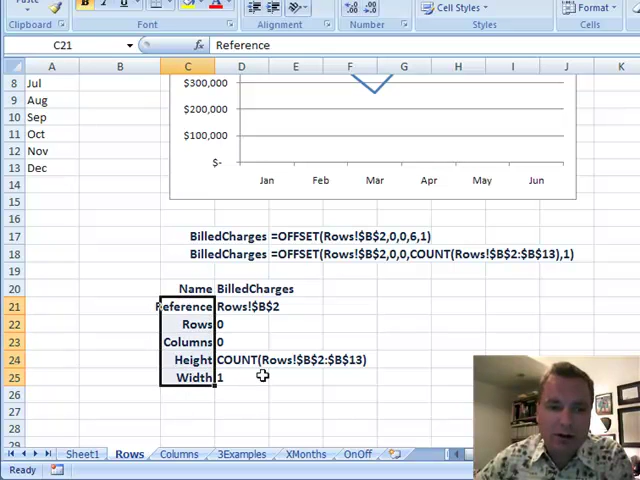 Paste
B I U
A
.00 .00
Cell Styles
Format
Clipboard Font Alignment Number Styles Cells
C21 fx Reference
A B C D E F G H I J K
8 Jul $300,000
9 Aug $200,000
10 Sep
11 Oct $100,000
12 Nov
13 Dec $-
Jan Feb Mar Apr May Jun
14
15
16
17 BilledCharges =OFFSET(Rows!$B$2,0,0,6,1)
18 BilledCharges =OFFSET(Rows!$B$2,0,0,COUNT(Rows!$B$2:$B$13),1)
19
20 Name BilledCharges
21 Reference Rows!$B$2
22 Rows 0
23 Columns 0
24 Height COUNT(Rows!$B$2:$B$13)
25 Width 1
26
27
28
29
Sheet1 Rows Columns 3Examples XMonths OnOff
Ready